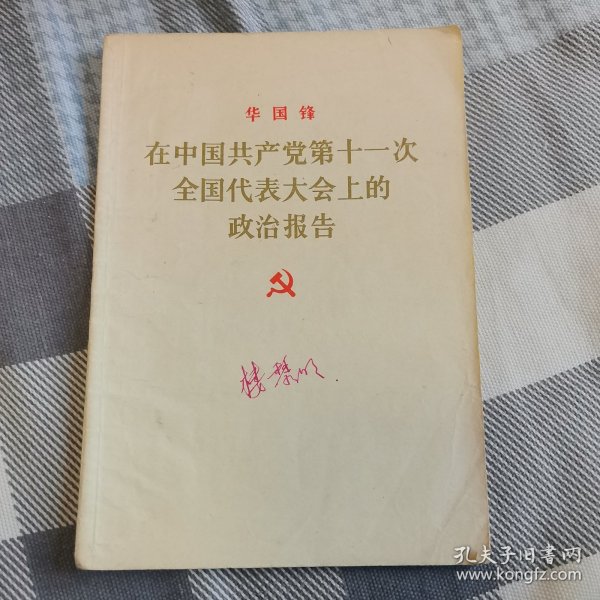 华国锋
在中国共产党第十一次
全国代表大会上的
政治报告
孔夫子旧书网
www.kongfz.com